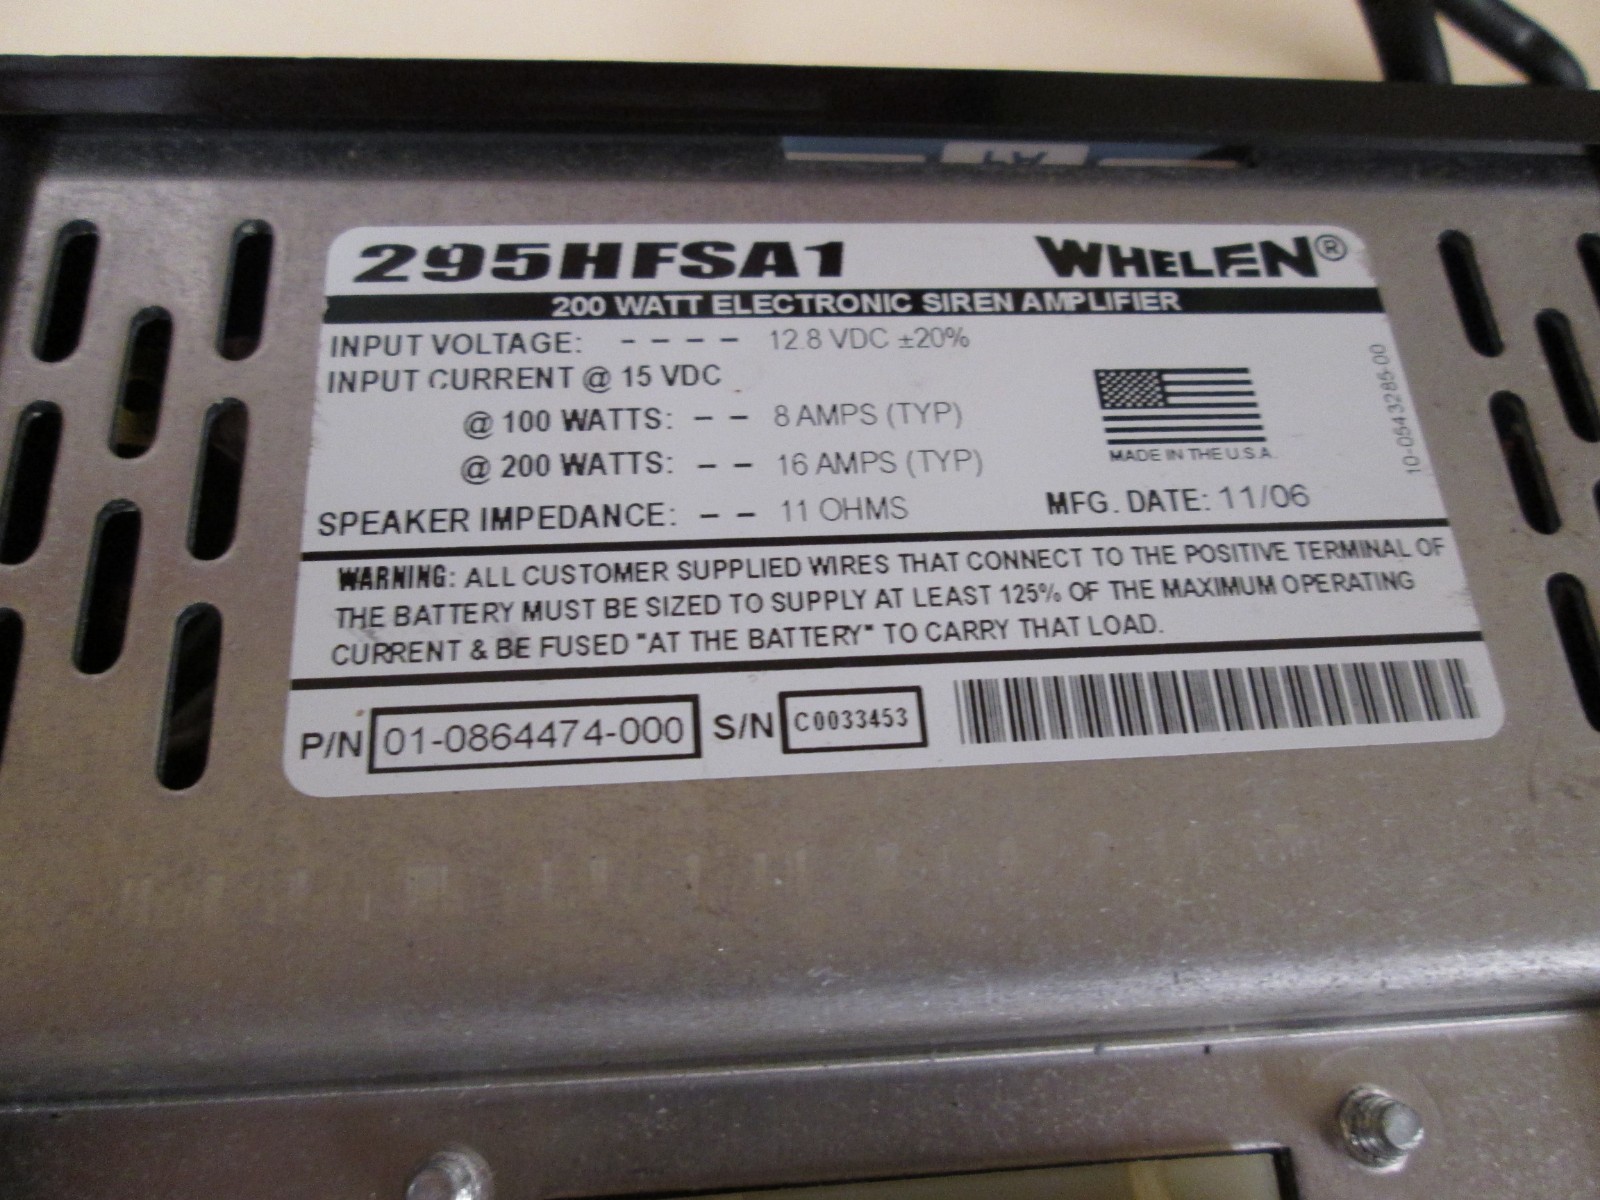 295HFSA1 WHELEN®
200 WATT ELECTRONIC SIREN AMPLIFIER
INPUT VOLTAGE: - - - - 12.8 VDC ±20%
INPUT CURRENT @ 15 VDC
@ 100 WATTS: - - 8 AMPS (TYP)
@ 200 WATTS: - - 16 AMPS (TYP)
SPEAKER IMPEDANCE: - - 11 OHMS
MADE IN THE U.S.A.
MFG. DATE: 11/06
10-0543285-00
WARNING: ALL CUSTOMER SUPPLIED WIRES THAT CONNECT TO THE POSITIVE TERMINAL OF
THE BATTERY MUST BE SIZED TO SUPPLY AT LEAST 125% OF THE MAXIMUM OPERATING
CURRENT & BE FUSED "AT THE BATTERY" TO CARRY THAT LOAD.
P/N 01-0864474-000 S/N C0033453